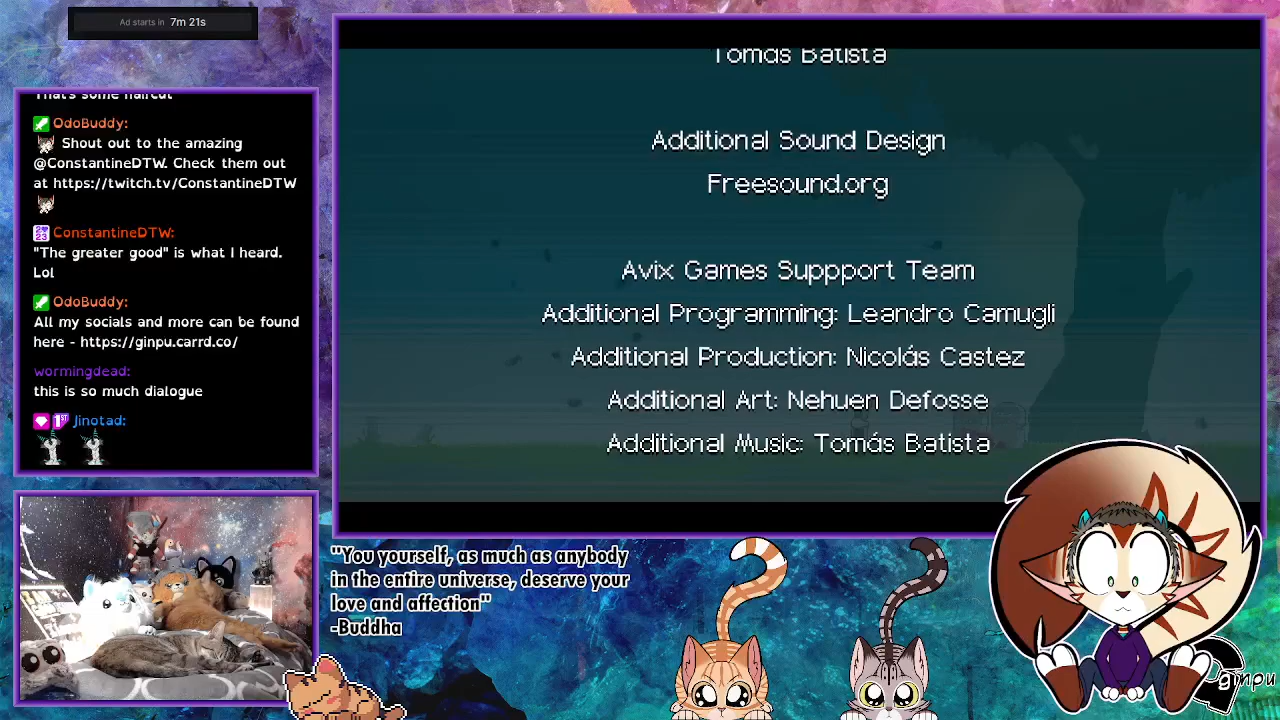 Ad starts in 7m 21s
That's some haircut
OdoBuddy:
Shout out to the amazing
@ConstantineDTW. Check them out
at https://twitch.tv/ConstantineDTW
ConstantineDTW:
"The greater good" is what I heard.
Lol
OdoBuddy:
All my socials and more can be found
here - https://ginpu.carrd.co/
wormingdead:
this is so much dialogue
1ST Jinotad:
Tomás Batista
Additional Sound Design
Freesound.org
Avix Games Suppport Team
Additional Programming: Leandro Camugli
Additional Production: Nicolás Castez
Additional Art: Nehuen Defosse
Additional Music: Tomás Batista
"You yourself, as much as anybody
in the entire universe, deserve your
love and affection"
-Buddha
ginpu